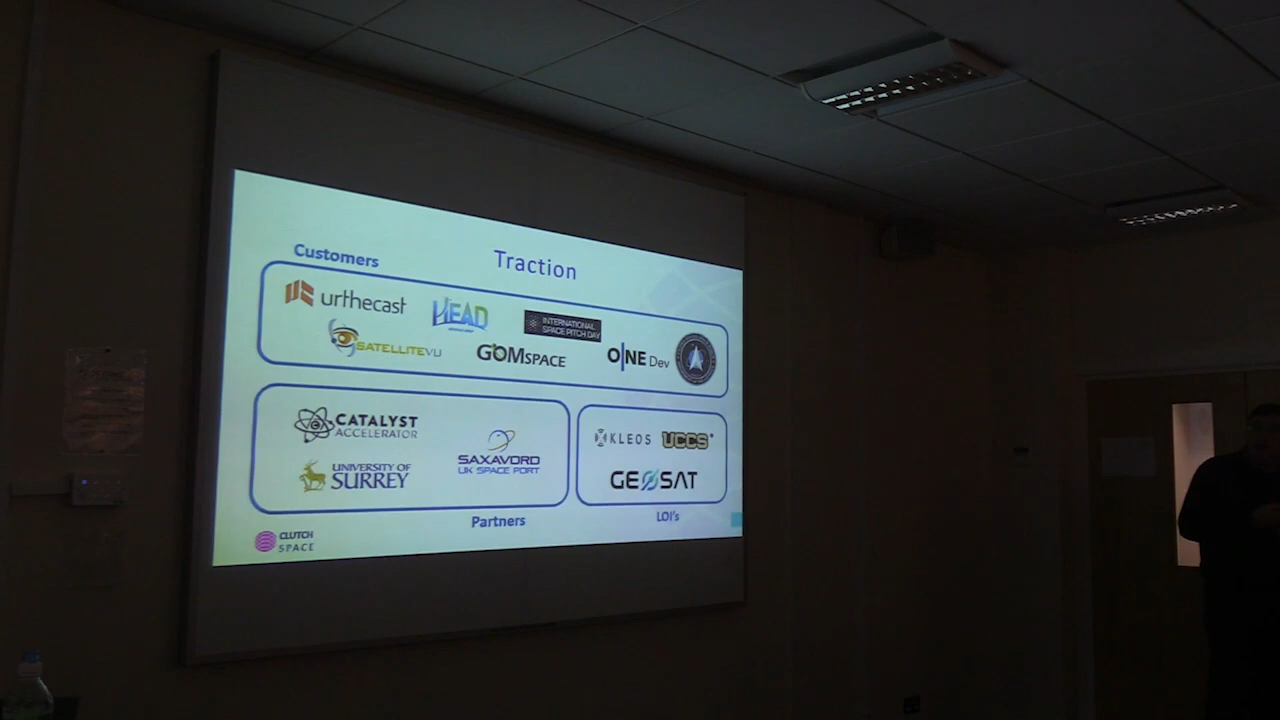 Traction
Customers
urthecast
HEAD
INTERNATIONAL
SPACE PITCH DAY
SATELLITEVU
GOMSPACE
ONE Dev
CATALYST
ACCELERATOR
UNIVERSITY OF
SURREY
SAXAVORD
UK SPACE PORT
Partners
KLEOS
UCCS
GEOSAT
LOI's
CLUTCH
SPACE